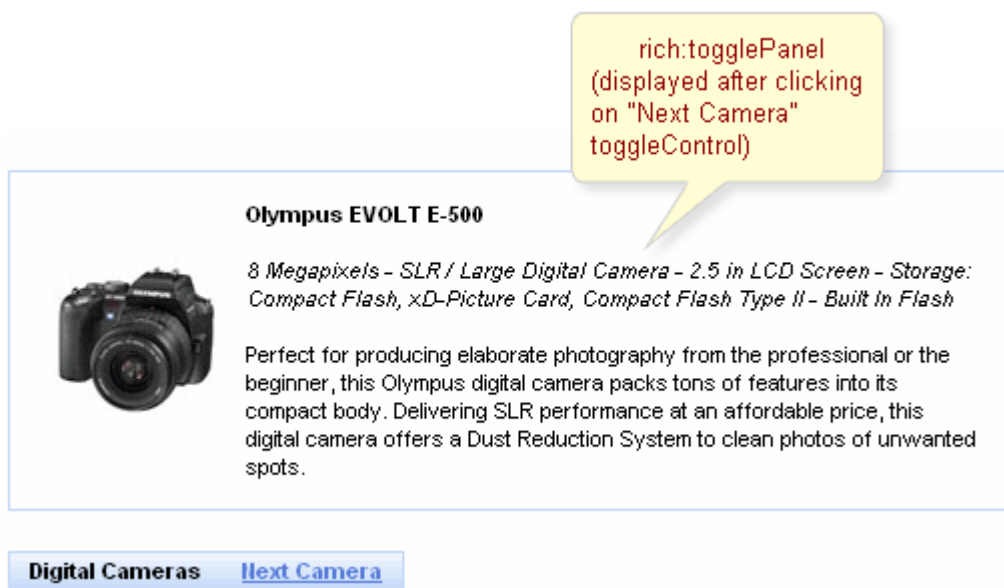 rich:togglePanel
(displayed after clicking
on "Next Camera"
toggleControl)
Olympus EVOLT E-500
8 Megapixels - SLR / Large Digital Camera - 2.5 in LCD Screen - Storage:
Compact Flash, xD-Picture Card, Compact Flash Type II - Built In Flash
OLYMPUS
Perfect for producing elaborate photography from the professional or the
beginner, this Olympus digital camera packs tons of features into its
compact body. Delivering SLR performance at an affordable price, this
digital camera offers a Dust Reduction System to clean photos of unwanted
spots.
Digital Cameras Next Camera